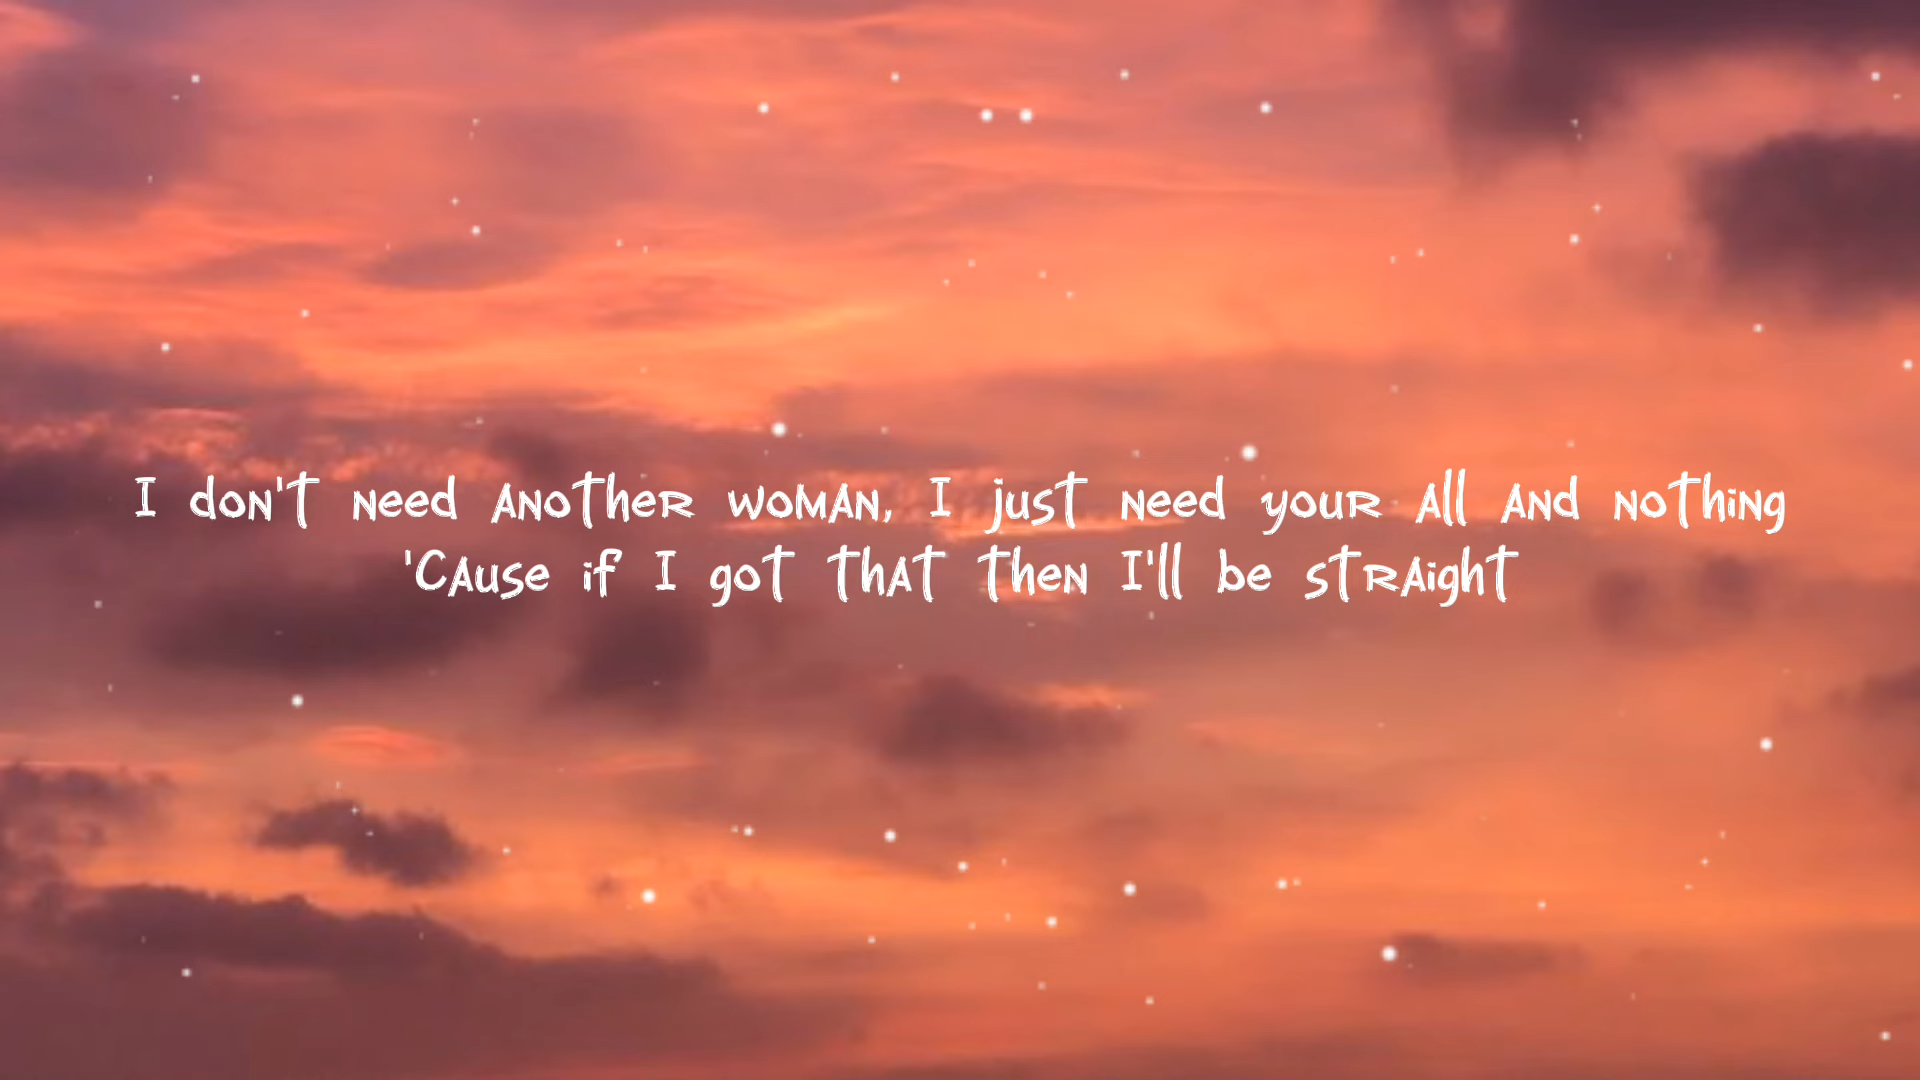 I don't need another woman, I just need your all and nothing
'Cause if I got that then I'll be straight